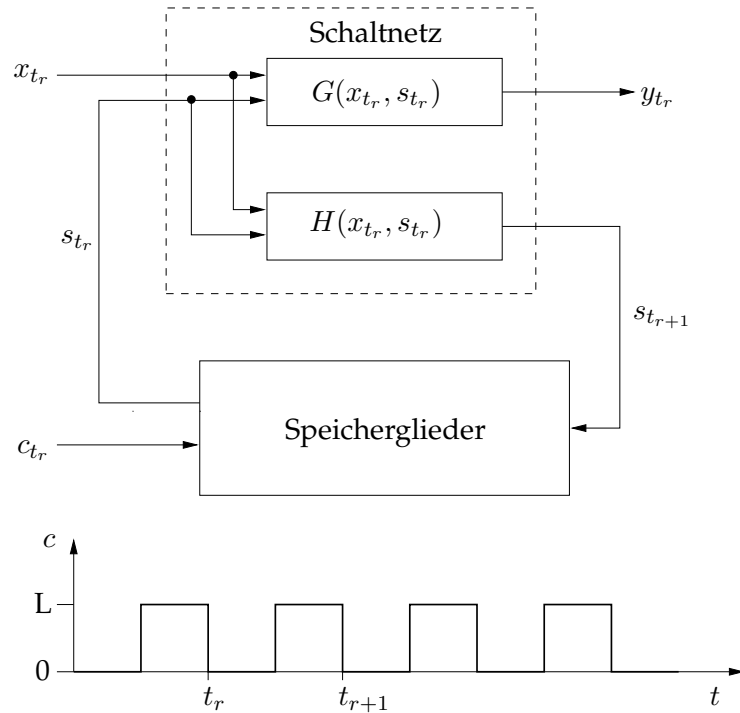 Schaltnetz
x_{t_r}
G(x_{t_r}, s_{t_r})
y_{t_r}
H(x_{t_r}, s_{t_r})
s_{t_r}
s_{t_{r+1}}
Speicherglieder
c_{t_r}
c
L
0
t_r
t_{r+1}
t